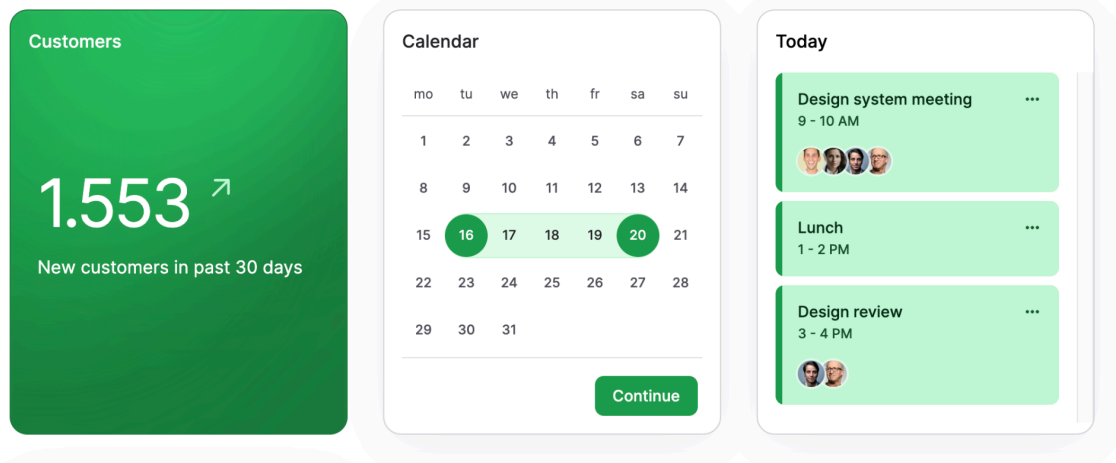 Customers
1.553
New customers in past 30 days
Calendar
mo tu we th fr sa su
1 2 3 4 5 6 7
8 9 10 11 12 13 14
15 16 17 18 19 20 21
22 23 24 25 26 27 28
29 30 31
Continue
Today
Design system meeting
9 - 10 AM
Lunch
1 - 2 PM
Design review
3 - 4 PM